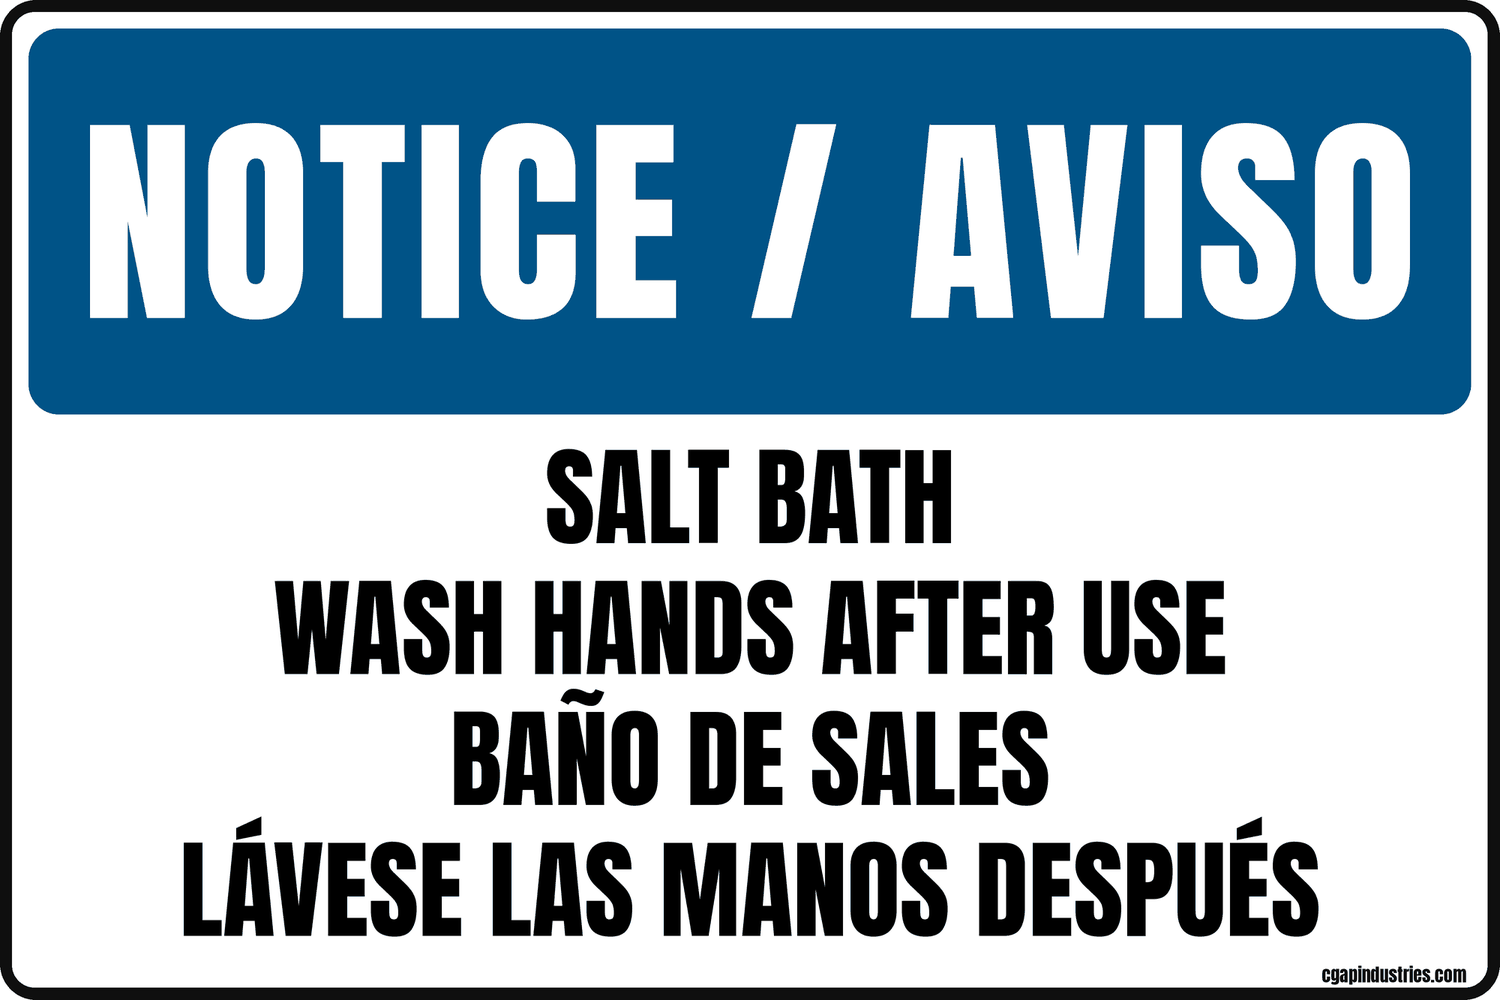 NOTICE / AVISO
SALT BATH
WASH HANDS AFTER USE
BAÑO DE SALES
LÁVESE LAS MANOS DESPUÉS
cgapindustries.com